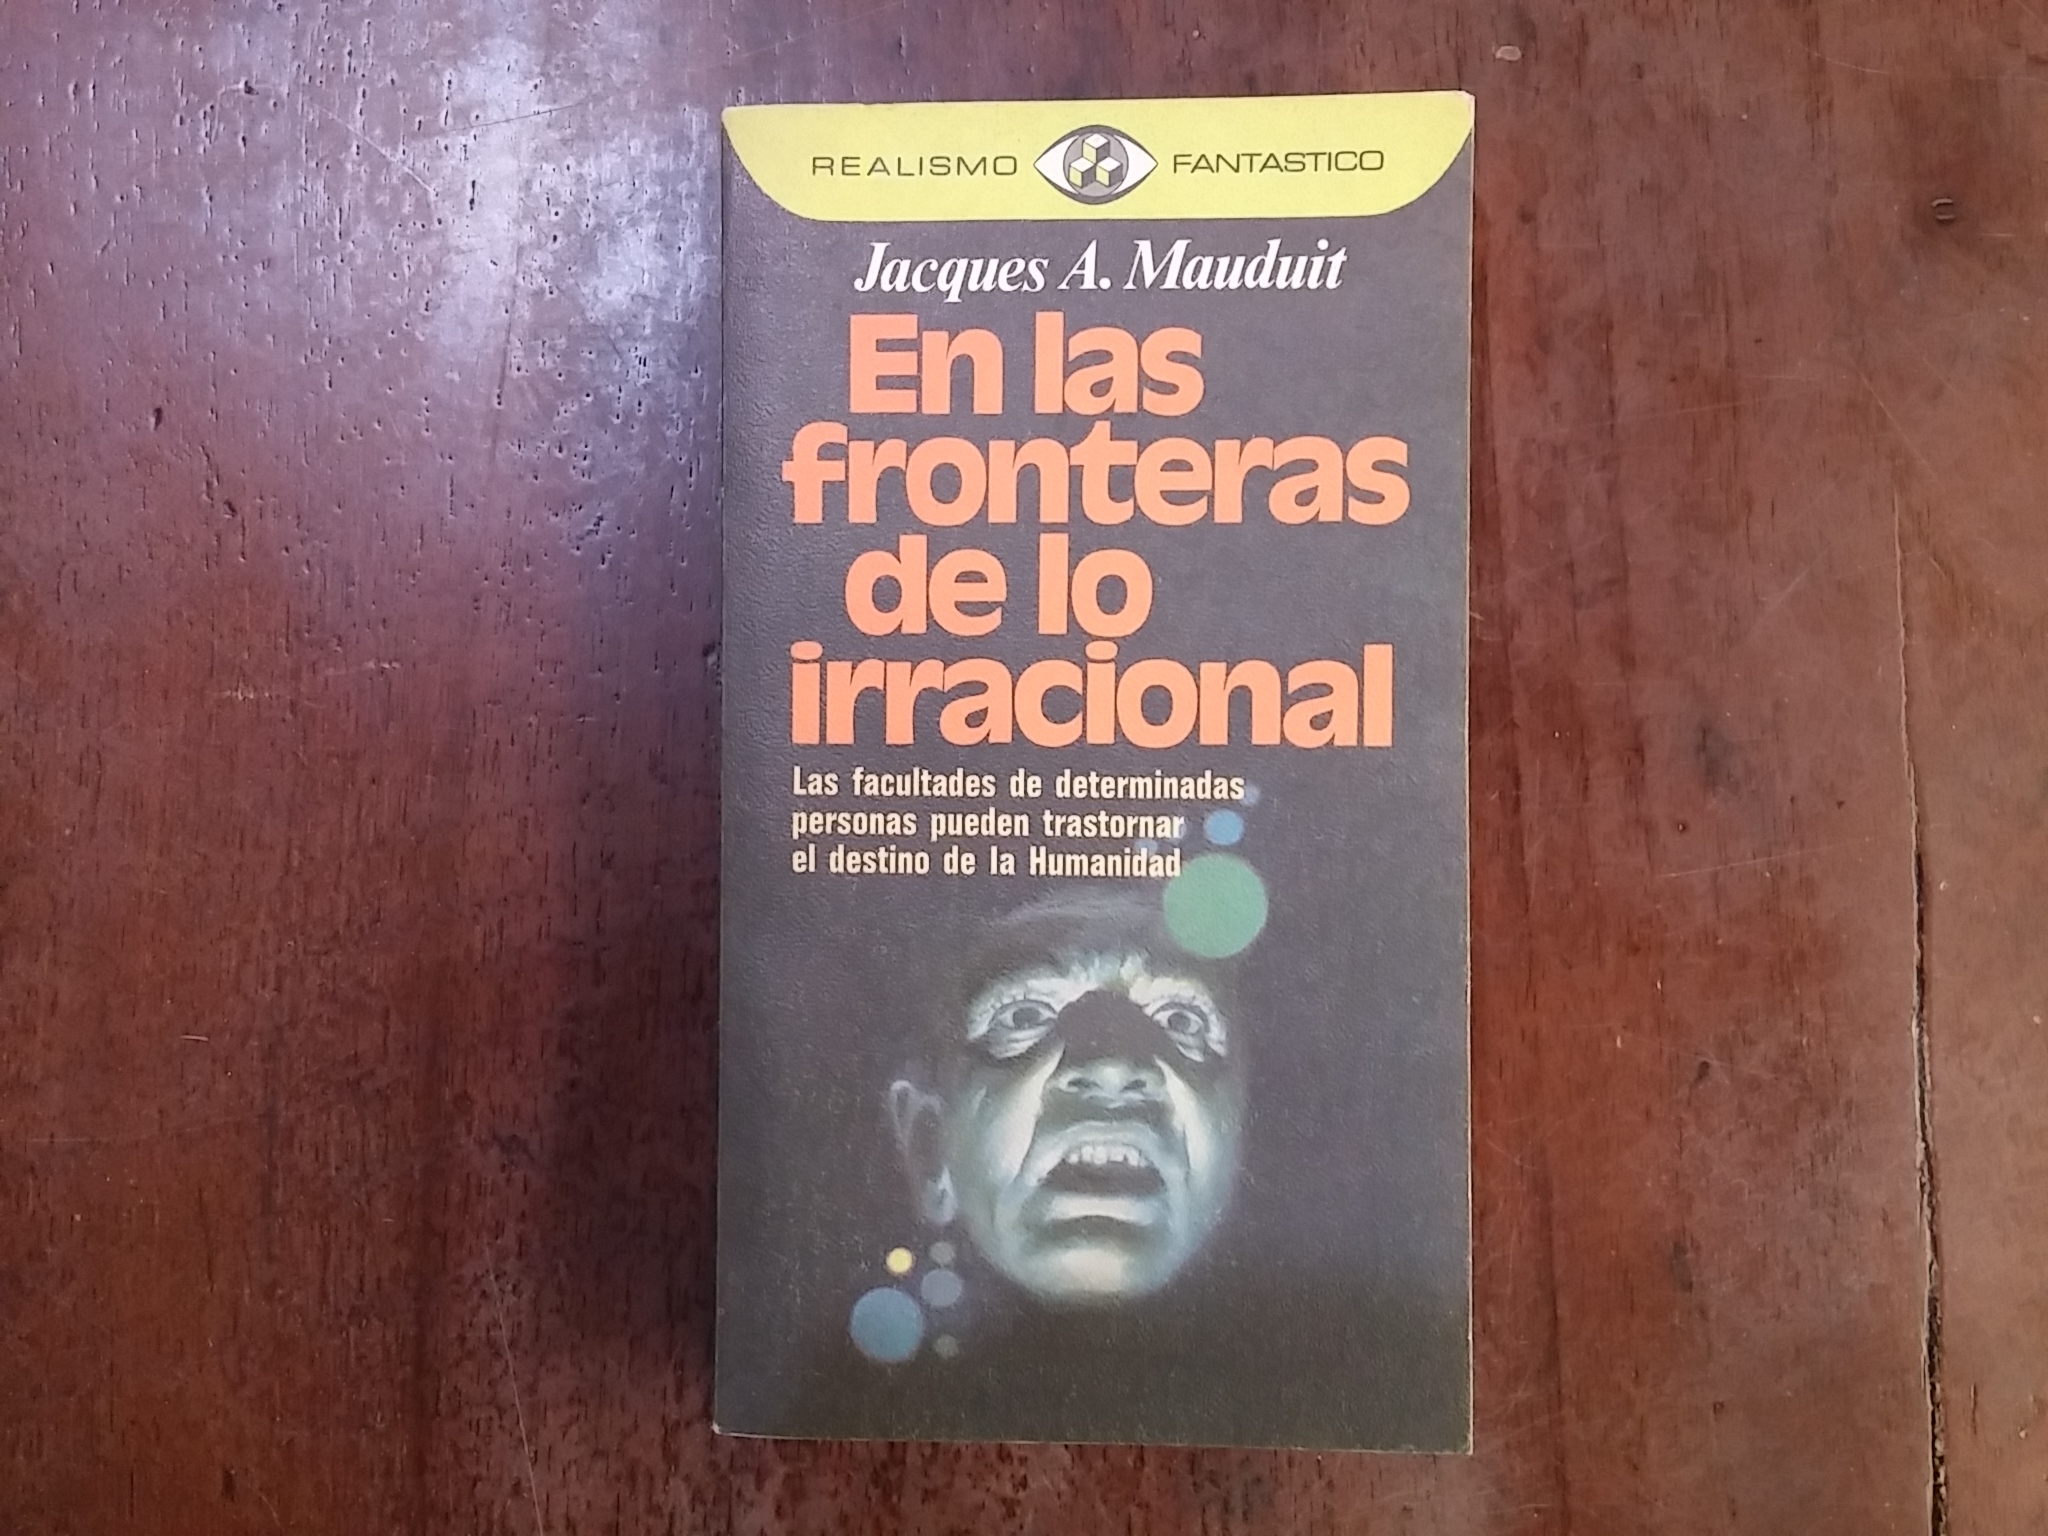 REALISMO FANTASTICO
Jacques A. Mauduit
En las
fronteras
de lo
irracional
Las facultades de determinadas
personas pueden trastornar
el destino de la Humanidad